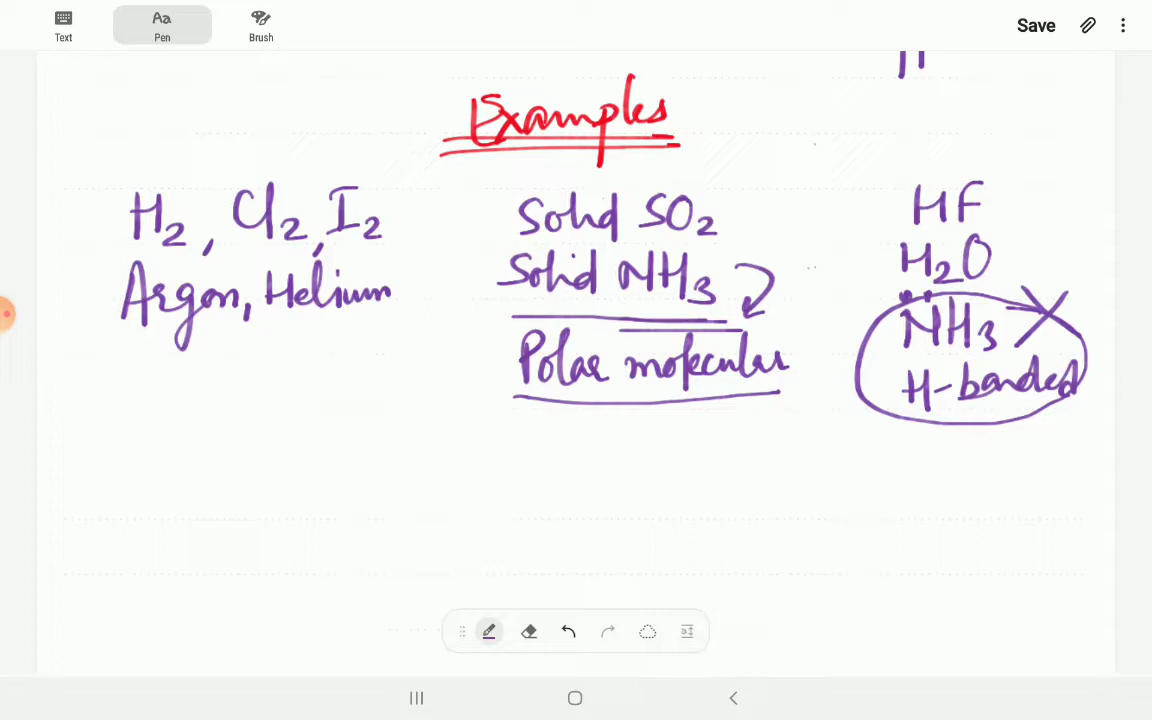 Text
Aa
Pen
Brush
Save
Examples
H2, Cl2, I2
Argon, Helium
Solid SO2
Solid NH3
Polar molecular
HF
H2O
NH3
H-bonded